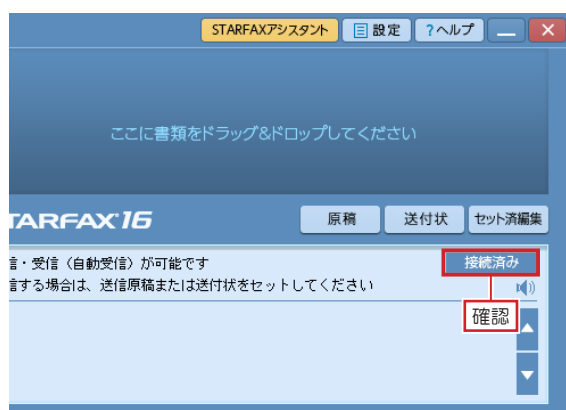 STARFAXアシスタント 設定 ?ヘルプ
ここに書類をドラッグ&ドロップしてください
TARFAX'16 原稿 送付状 セット済編集
信・受信（自動受信）が可能です 接続済み
信する場合は、送信原稿または送付状をセットしてください
確認